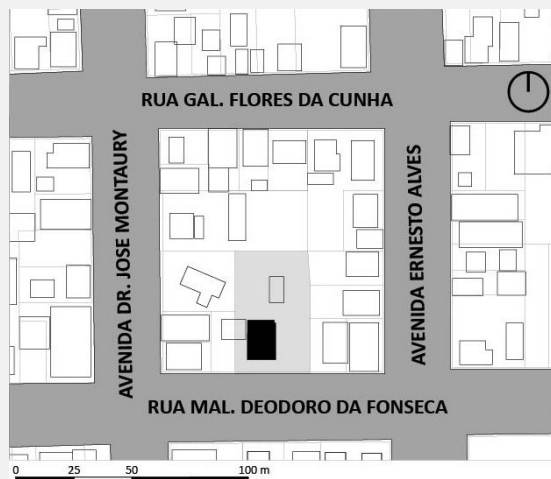 RUA GAL. FLORES DA CUNHA
AVENIDA DR. JOSE MONTAURY
AVENIDA ERNESTO ALVES
RUA MAL. DEODORO DA FONSECA
0 25 50 100 m